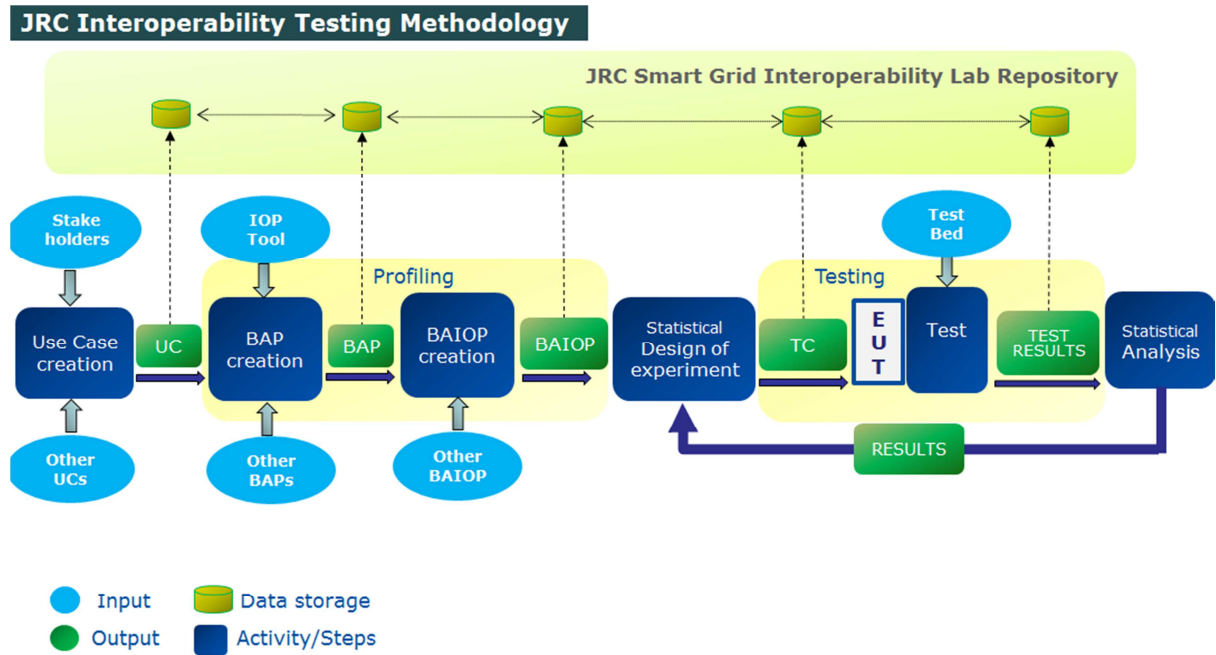 JRC Interoperability Testing Methodology
JRC Smart Grid Interoperability Lab Repository
Stake
holders
IOP
Tool
Test
Bed
Profiling
Testing
Use Case
creation
UC
BAP
creation
BAP
BAIOP
creation
BAIOP
Statistical
Design of
experiment
TC
E
U
T
Test
TEST
RESULTS
Statistical
Analysis
Other
UCs
Other
BAPs
Other
BAIOP
RESULTS
Input
Data storage
Output
Activity/Steps